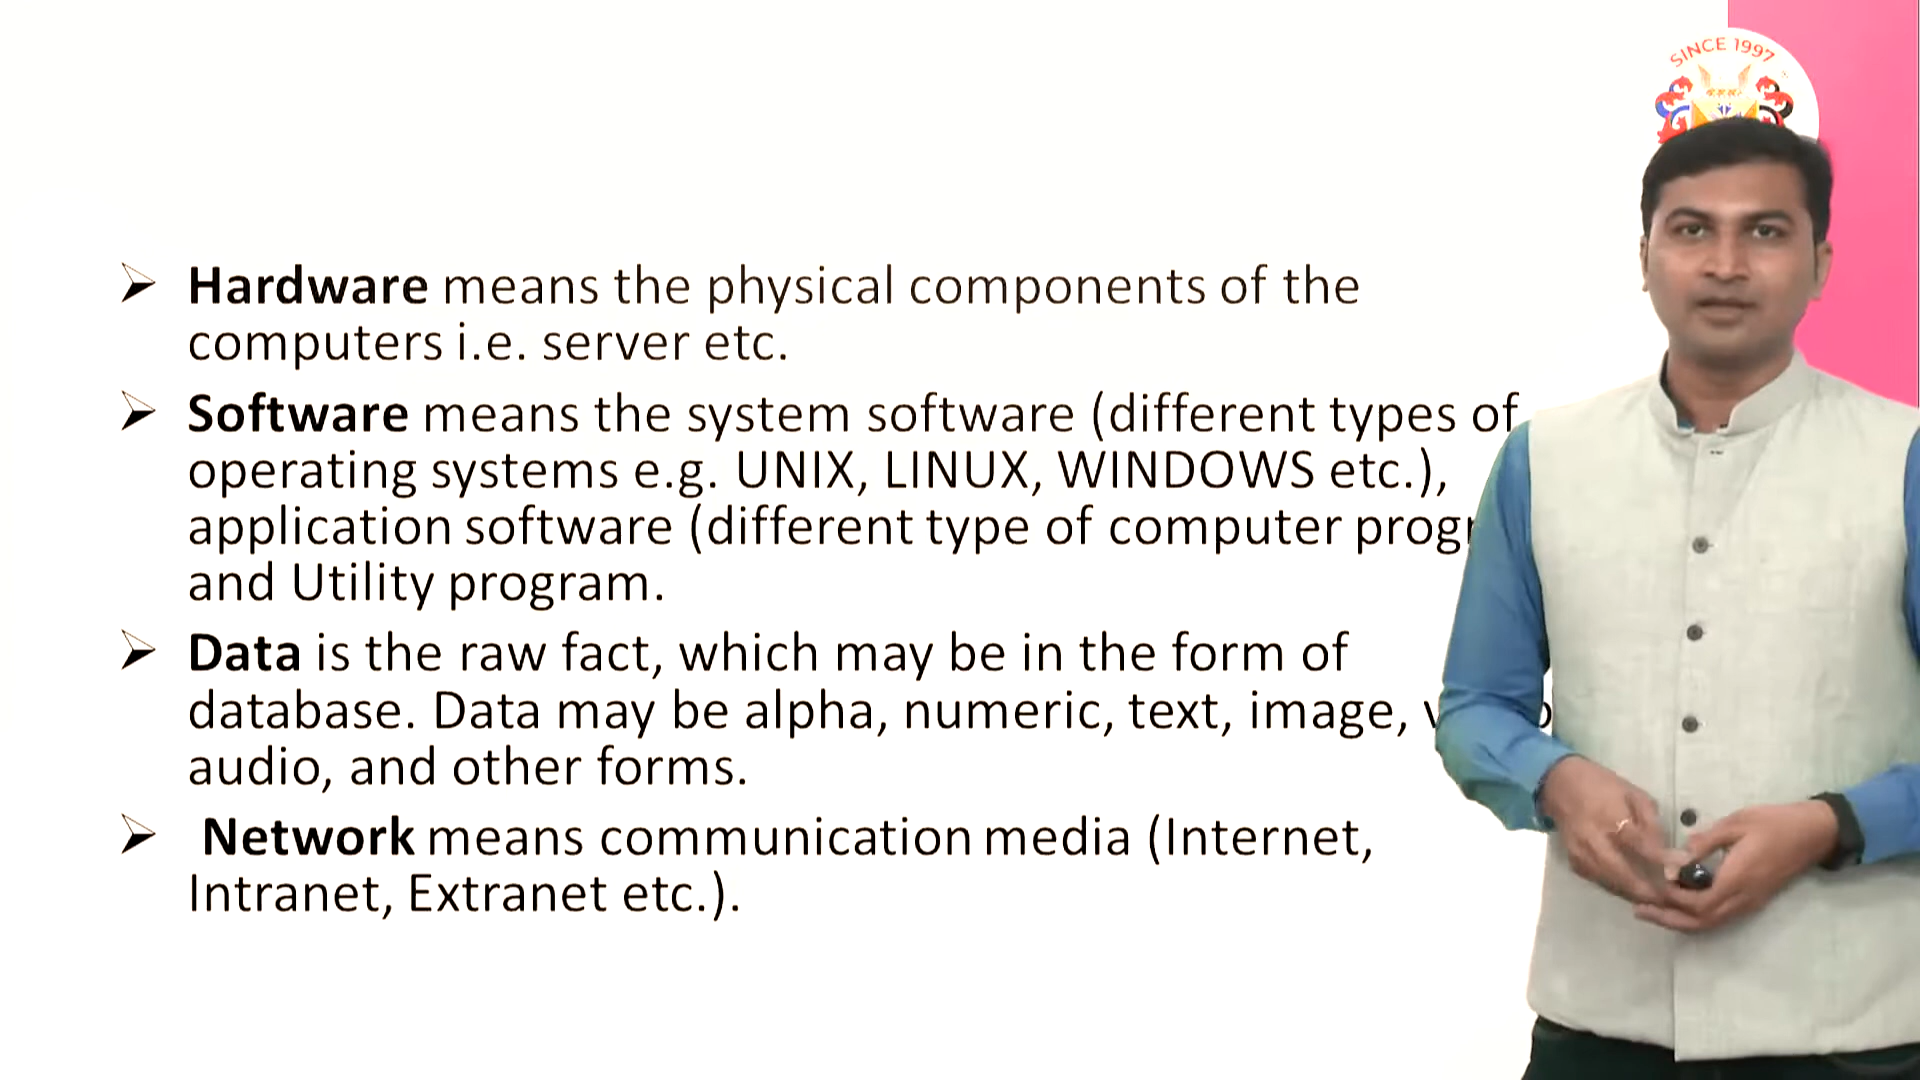 SINCE 1997
Hardware means the physical components of the
computers i.e. server etc.
Software means the system software (different types of
operating systems e.g. UNIX, LINUX, WINDOWS etc.),
application software (different type of computer
and Utility program.
Data is the raw fact, which may be in the form of
database. Data may be alpha, numeric, text, image,
audio, and other forms.
Network means communication media (Internet,
Intranet, Extranet etc.).